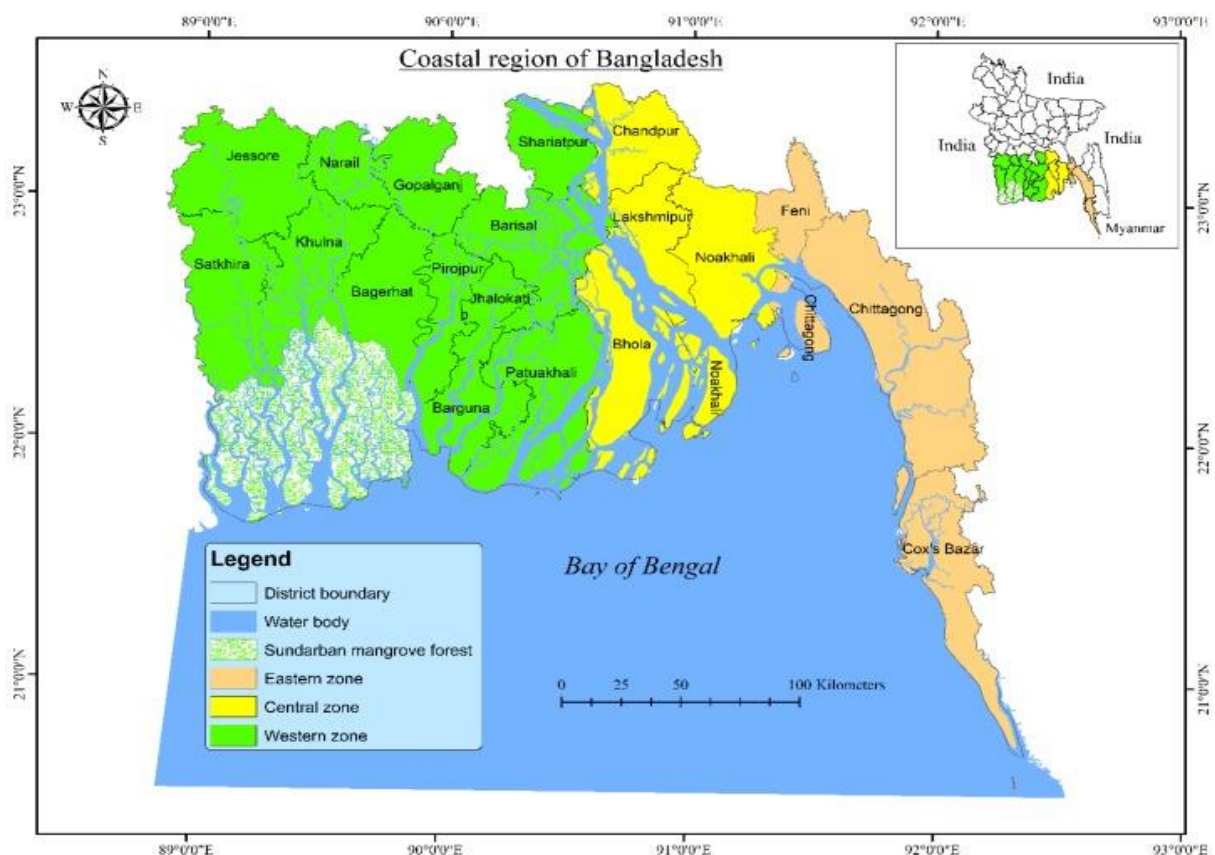 89°0'0"E 90°0'0"E 91°0'0"E 92°0'0"E 93°0'0"E
Coastal region of Bangladesh
N
W E
S
India
India
India
Myanmar
23°0'0"N
23°0'0"N
22°0'0"N
22°0'0"N
21°0'0"N
21°0'0"N
Chandpur
Shariatpur
Jessore
Narail
Gopalganj
Feni
Lakshmipur
Barisal
Khulna
Noakhali
Satkhira
Pirojpur
Bagerhat
Jhalokati
Chittagong
Chittagong
Bhola
Patuakhali
Noakhali
Barguna
Cox's Bazar
Bay of Bengal
Legend
District boundary
Water body
Sundarban mangrove forest
Eastern zone
Central zone
Western zone
0 25 50 100 Kilometers
89°0'0"E 90°0'0"E 91°0'0"E 92°0'0"E 93°0'0"E